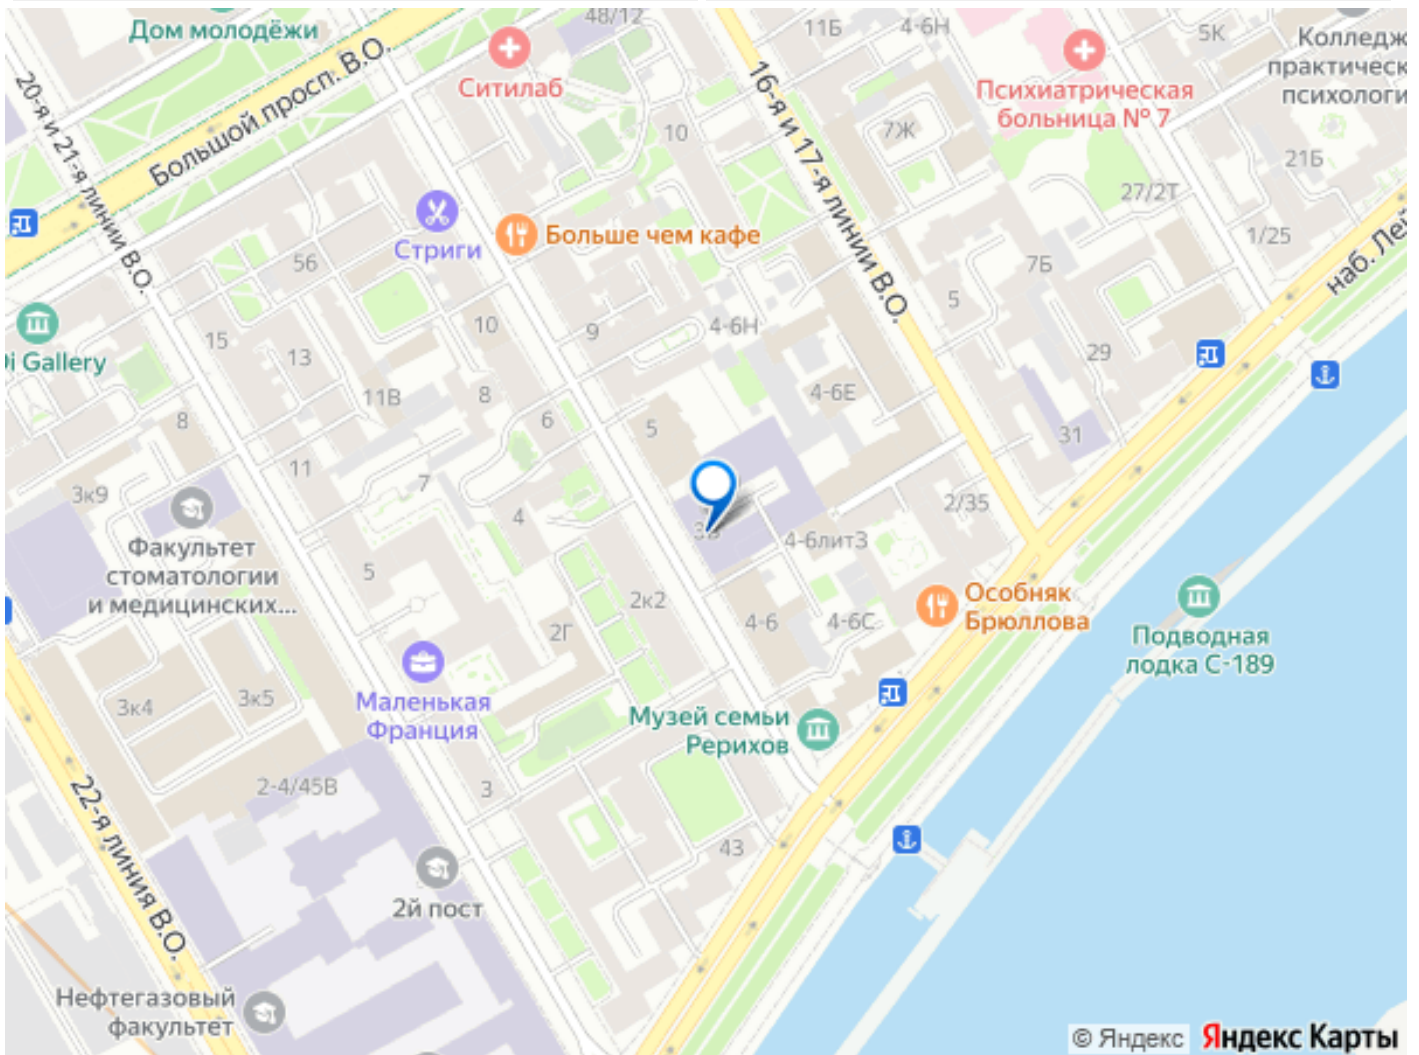 48/12
11Б
4-6Н
5К
Дом молодёжи
Колледж
практическ
психологи
Ситилаб
Психиатрическая
больница № 7
20-я и 21-я линии В.О.
Большой просп. В.О.
16-я и 17-я линии В.О.
10
7Ж
21Б
27/2Т
Стриги
Больше чем кафе
1/25
наб. Лей
56
7Б
5
10
9
4-6Н
15
13
29
i Gallery
11В
8
4-6Е
8
6
5
31
11
3к9
7
4
2/35
4-6лит3
Факультет
стоматологии
и медицинских...
5
2к2
2Г
4-6
4-6С
Особняк
Брюллова
Подводная
лодка С-189
3к4
3к5
Маленькая
Франция
Музей семьи
Рерихов
2-4/45В
3
22-я линия В.О.
43
2й пост
Нефтегазовый
факультет
© Яндекс Яндекс Карты